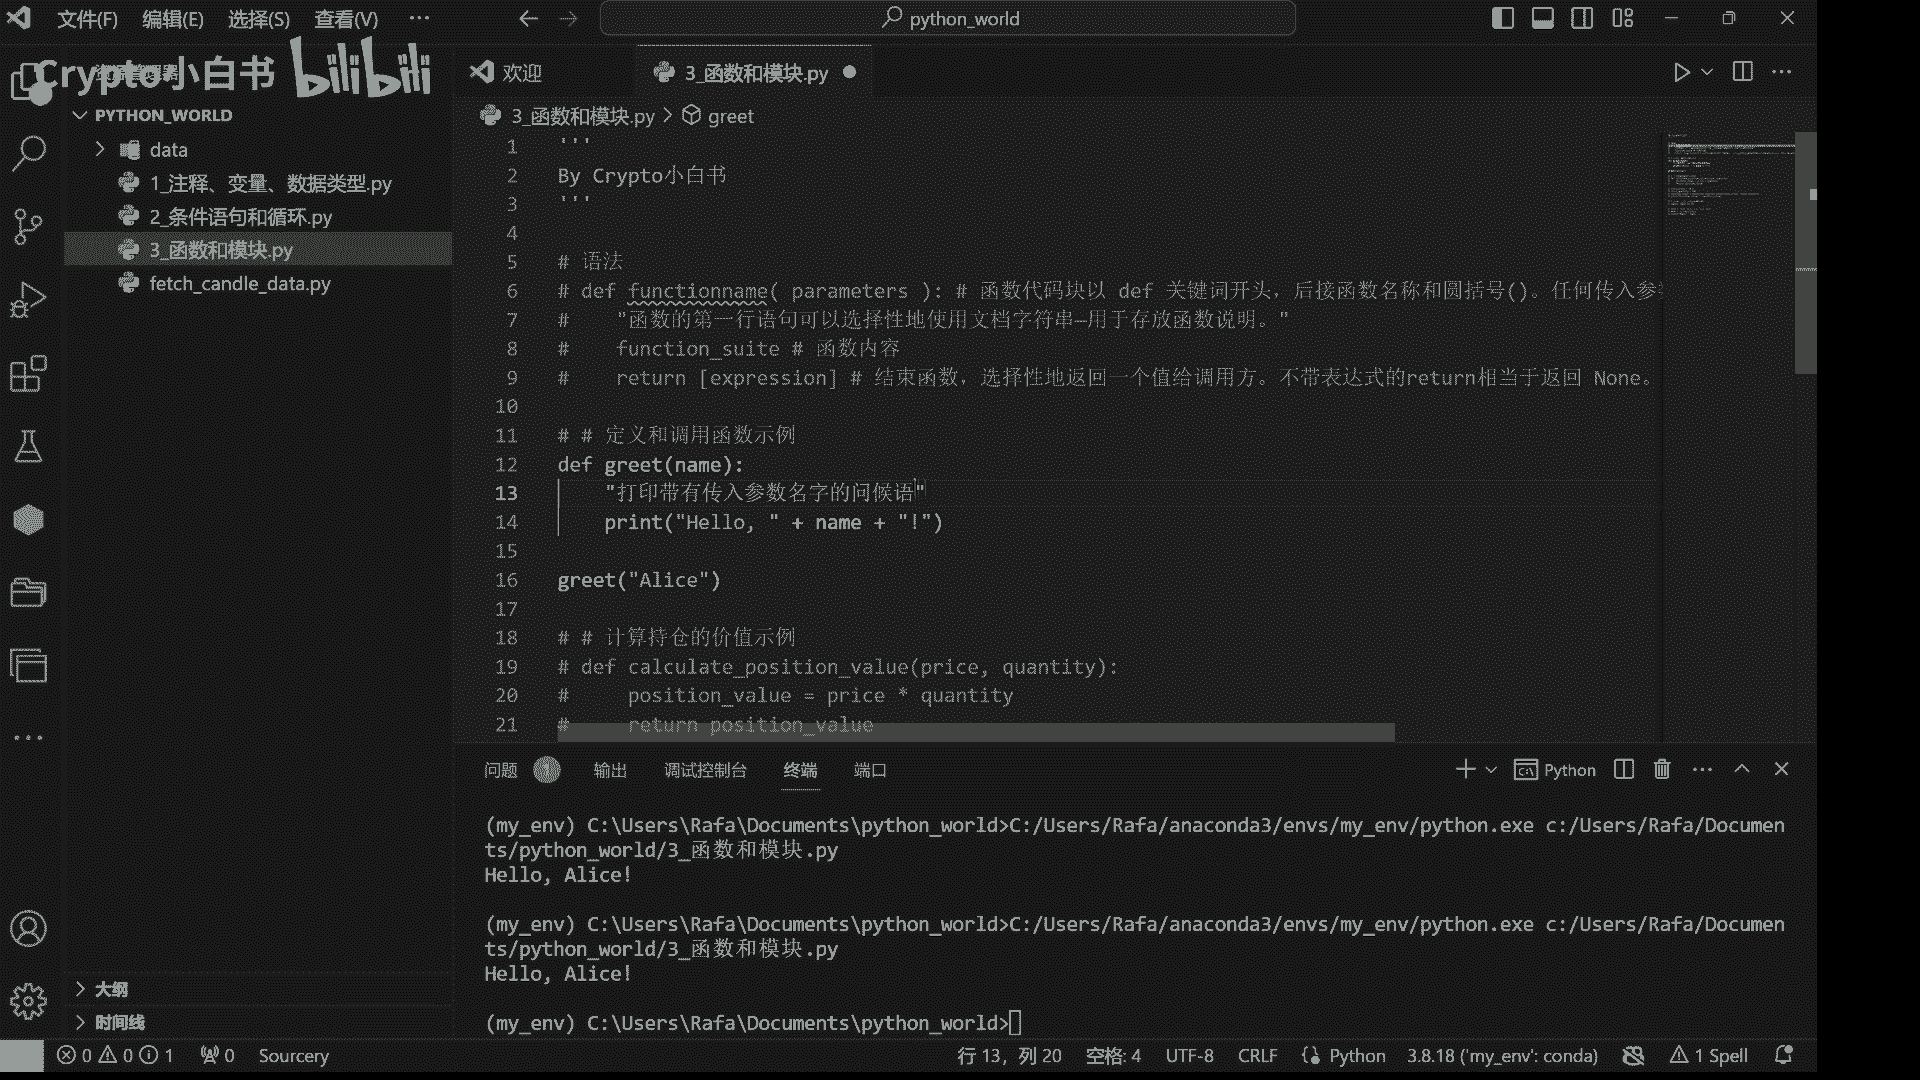 文件(F) 编辑(E) 选择(S) 查看(V) ··· python_world
Crypto小白书 bilibili
欢迎 3_函数和模块.py
PYTHON_WORLD
data
1_注释、变量、数据类型.py
2_条件语句和循环.py
3_函数和模块.py
fetch_candle_data.py
大纲
时间线
3_函数和模块.py > greet
1 '''
2 By Crypto小白书
3 '''
4
5 # 语法
6 # def functionname( parameters ): # 函数代码块以 def 关键词开头，后接函数名称和圆括号()。任何传入参
7 #    "函数的第一行语句可以选择性地使用文档字符串—用于存放函数说明。"
8 #    function_suite # 函数内容
9 #    return [expression] # 结束函数，选择性地返回一个值给调用方。不带表达式的return相当于返回 None。
10
11 # # 定义和调用函数示例
12 def greet(name):
13     "打印带有传入参数名字的问候语"
14     print("Hello, " + name + "!")
15
16 greet("Alice")
17
18 # # 计算持仓的价值示例
19 # def calculate_position_value(price, quantity):
20 #     position_value = price * quantity
21 #     return position_value
问题 1 输出 调试控制台 终端 端口 Python
(my_env) C:\Users\Rafa\Documents\python_world>C:/Users/Rafa/anaconda3/envs/my_env/python.exe c:/Users/Rafa/Documen
ts/python_world/3_函数和模块.py
Hello, Alice!
(my_env) C:\Users\Rafa\Documents\python_world>C:/Users/Rafa/anaconda3/envs/my_env/python.exe c:/Users/Rafa/Documen
ts/python_world/3_函数和模块.py
Hello, Alice!
(my_env) C:\Users\Rafa\Documents\python_world>
0 0 1 0 Sourcery 行 13，列 20 空格: 4 UTF-8 CRLF Python 3.8.18 ('my_env': conda) 1 Spell